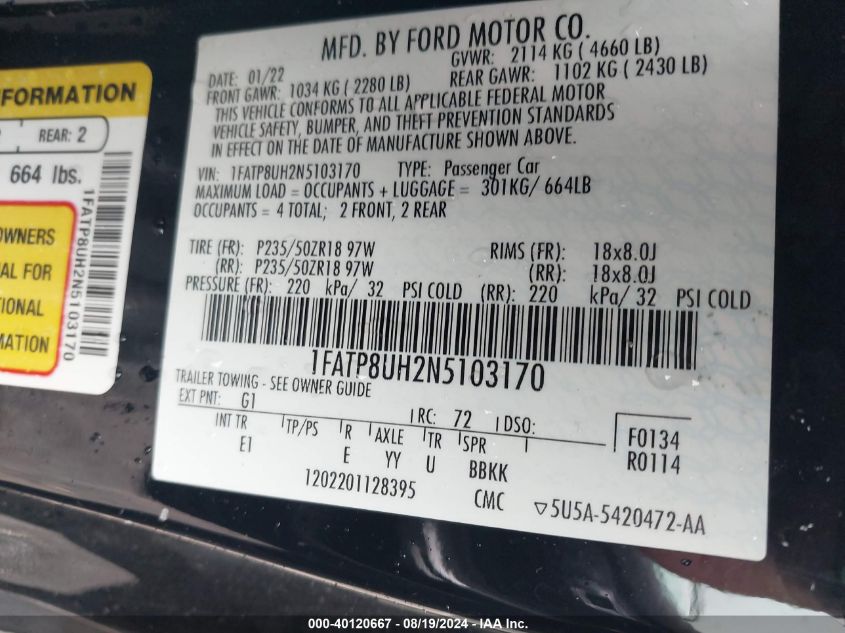 MFD. BY FORD MOTOR CO.
DATE: 01/22
GVWR: 2114 KG ( 4660 LB)
FRONT GAWR: 1034 KG ( 2280 LB)
REAR GAWR: 1102 KG ( 2430 LB)
THIS VEHICLE CONFORMS TO ALL APPLICABLE FEDERAL MOTOR
VEHICLE SAFETY, BUMPER, AND THEFT PREVENTION STANDARDS
IN EFFECT ON THE DATE OF MANUFACTURE SHOWN ABOVE.
VIN: 1FATP8UH2N5103170 TYPE: Passenger Car
MAXIMUM LOAD = OCCUPANTS + LUGGAGE = 301KG/ 664LB
OCCUPANTS = 4 TOTAL; 2 FRONT, 2 REAR
TIRE (FR): P235/50ZR18 97W RIMS (FR): 18x8.0J
(RR): P235/50ZR18 97W (RR): 18x8.0J
PRESSURE (FR): 220 kPa/ 32 PSI COLD (RR): 220 kPa/ 32 PSI COLD
1FATP8UH2N5103170
TRAILER TOWING - SEE OWNER GUIDE
EXT PNT: G1 RC: 72 DSO:
INT TR TP/PS R AXLE TR SPR
E1 E YY U BBKK
F0134
R0114
1202201128395 CMC ▽5U5A-5420472-AA
FORMATION
REAR: 2
664 lbs.
OWNERS
AL FOR
TIONAL
MATION
1FATP8UH2N5103170
000-40120667 - 08/19/2024 - IAA Inc.